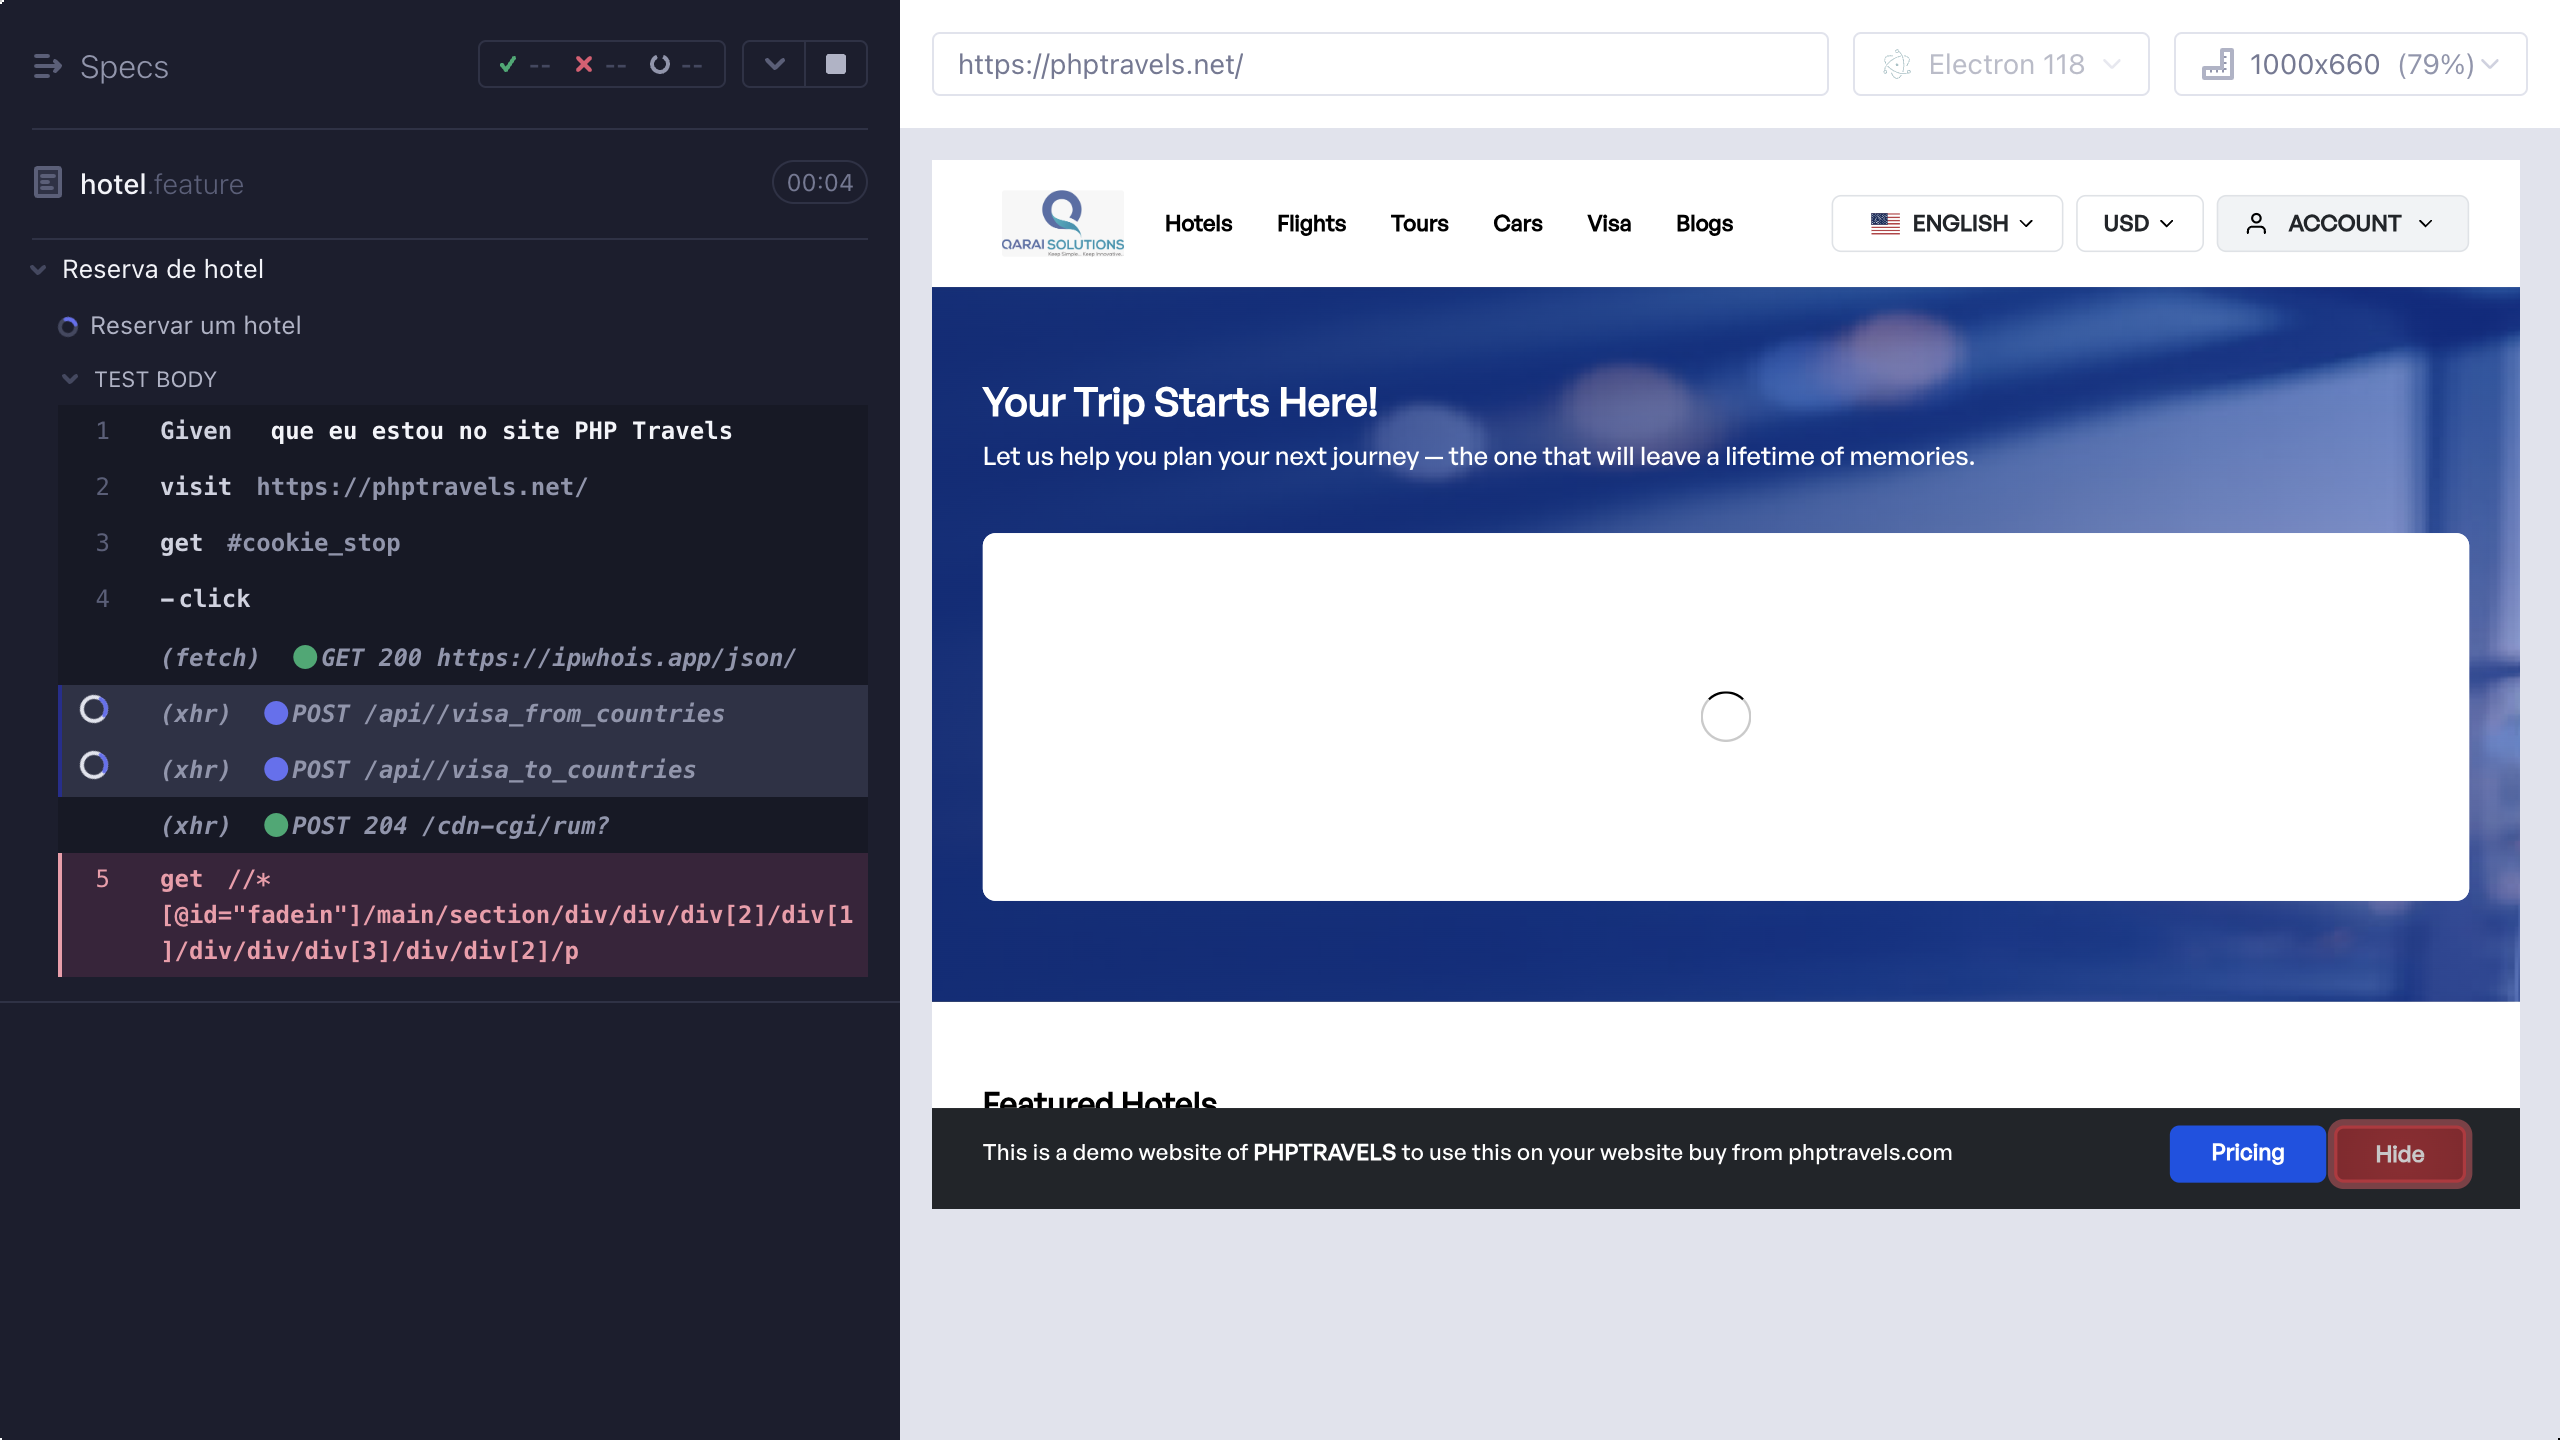 Specs
-- -- --
hotel.feature
00:04
Reserva de hotel
Reservar um hotel
TEST BODY
1 Given que eu estou no site PHP Travels
2 visit https://phptravels.net/
3 get #cookie_stop
4 -click
(fetch) GET 200 https://ipwhois.app/json/
(xhr) POST /api//visa_from_countries
(xhr) POST /api//visa_to_countries
(xhr) POST 204 /cdn-cgi/rum?
5 get //*
[@id="fadein"]/main/section/div/div/div[2]/div[1
]/div/div/div[3]/div/div[2]/p
https://phptravels.net/
Electron 118
1000x660 (79%)
QARAI SOLUTIONS
Keep Simple.. Keep Innovative.
Hotels Flights Tours Cars Visa Blogs
ENGLISH USD ACCOUNT
Your Trip Starts Here!
Let us help you plan your next journey — the one that will leave a lifetime of memories.
Featured Hotels
This is a demo website of PHPTRAVELS to use this on your website buy from phptravels.com
Pricing Hide